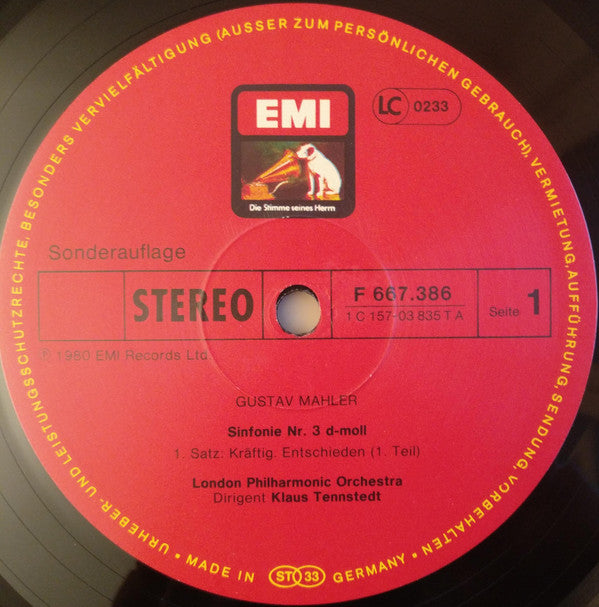 URHEBER- UND LEISTUNGSSCHUTZRECHTE, BESONDERS VERVIELFÄLTIGUNG (AUSSER ZUM PERSÖNLICHEN GEBRAUCH), VERMIETUNG, AUFFÜHRUNG, SENDUNG, VORBEHALTEN •
EMI
LC 0233
Die Stimme seines Herrn
Sonderauflage
STEREO
F 667.386
1 C 157-03 835 T A
Seite 1
℗ 1980 EMI Records Ltd.
GUSTAV MAHLER
Sinfonie Nr. 3 d-moll
1. Satz: Kräftig. Entschieden (1. Teil)
London Philharmonic Orchestra
Dirigent Klaus Tennstedt
• MADE IN ST 33 GERMANY •